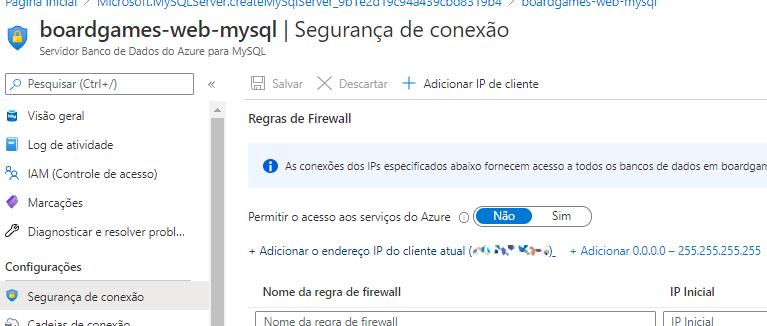 Página inicial > Microsoft.MySQLServer.createMySqlServer_9b1e2d19c94a439cbd8319b4 > boardgames-web-mysql
boardgames-web-mysql | Segurança de conexão
Servidor Banco de Dados do Azure para MySQL
Pesquisar (Ctrl+/) «
Salvar Descartar + Adicionar IP de cliente
Visão geral
Log de atividade
IAM (Controle de acesso)
Marcações
Diagnosticar e resolver probl...
Configurações
Segurança de conexão
Cadeias de conexão
Regras de Firewall
As conexões dos IPs especificados abaixo fornecem acesso a todos os bancos de dados em boardgam
Permitir o acesso aos serviços do Azure Não Sim
+ Adicionar o endereço IP do cliente atual ( ) + Adicionar 0.0.0.0 – 255.255.255.255
Nome da regra de firewall IP Inicial
Nome da regra de firewall IP Inicial